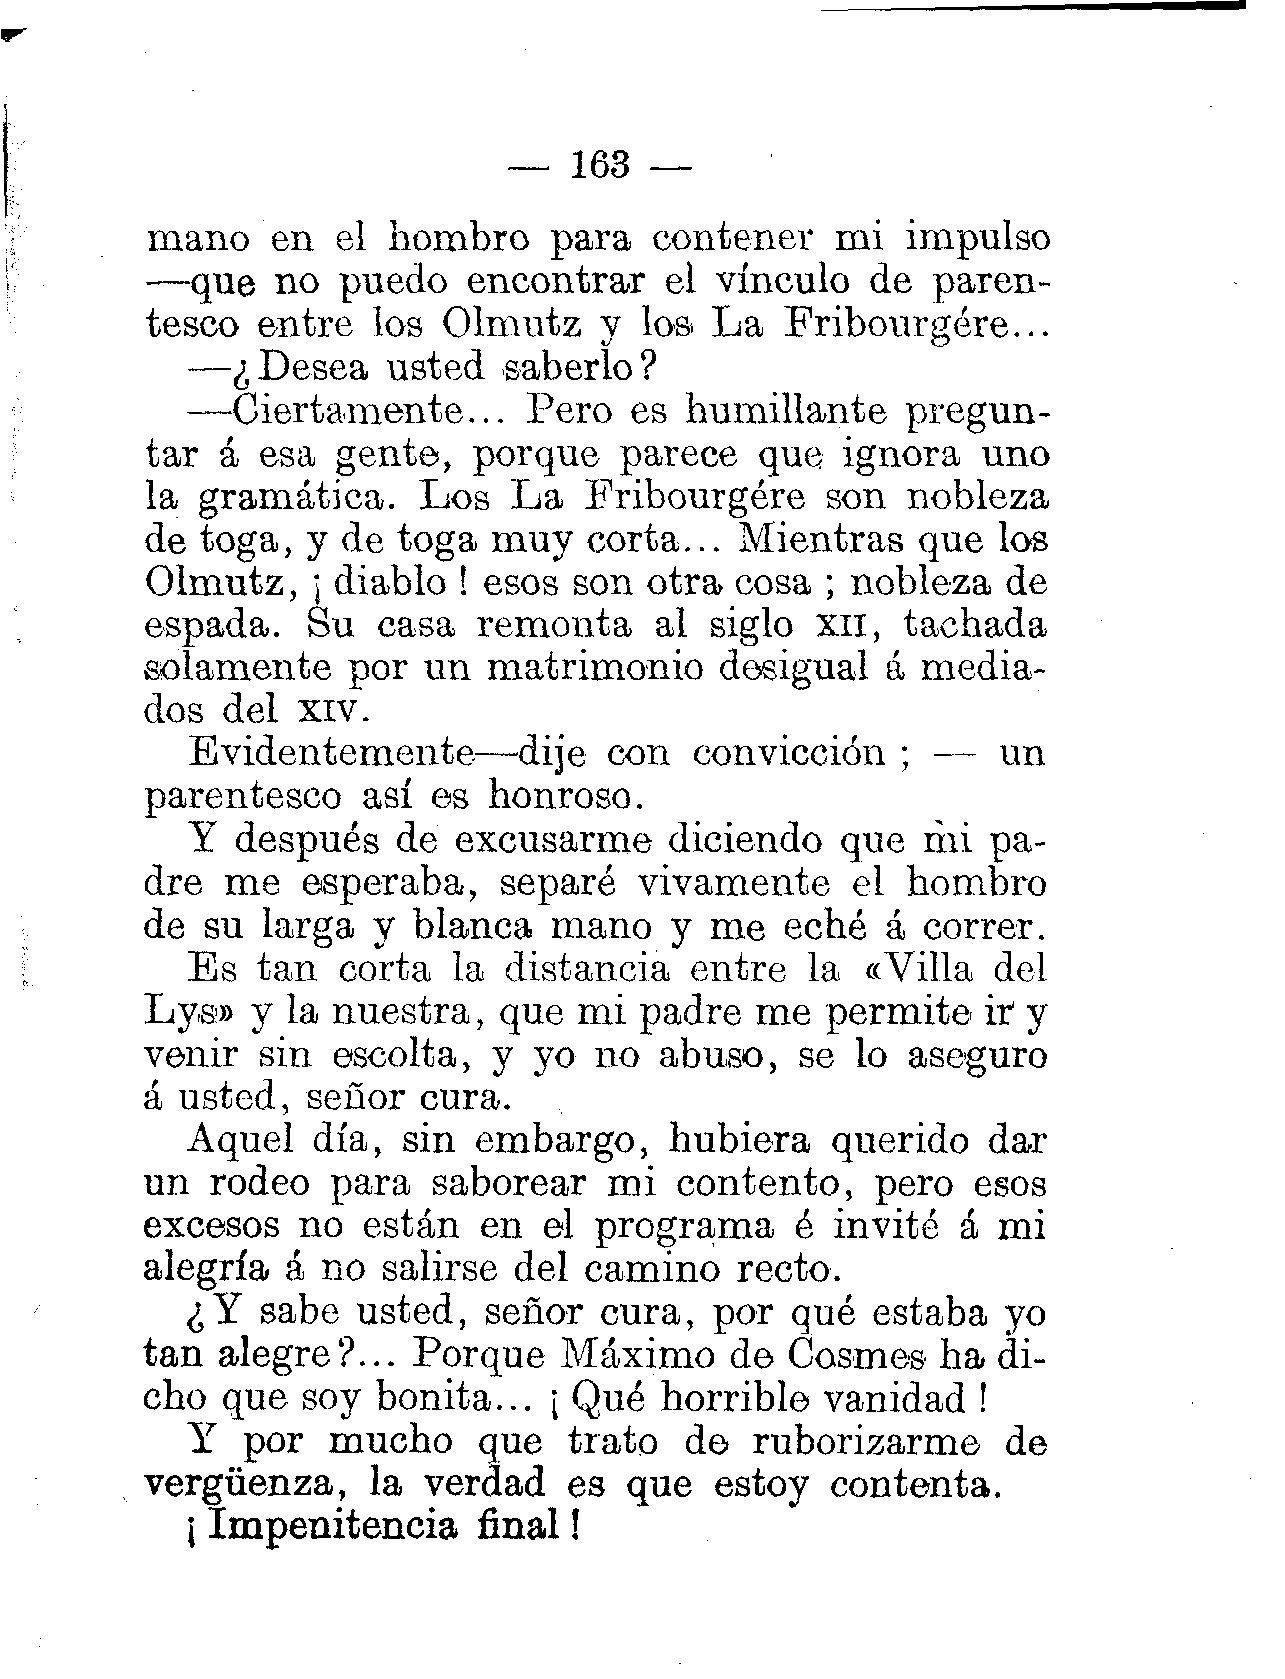 — 163 —
mano en el hombro para contener mi impulso
—que no puedo encontrar el vínculo de paren-
tesco entre los Olmutz y los La Fribourgére...
—¿Desea usted saberlo?
—Ciertamente... Pero es humillante pregun-
tar á esa gente, porque parece que ignora uno
la gramática. Los La Fribourgére son nobleza
de toga, y de toga muy corta... Mientras que los
Olmutz, ¡ diablo ! esos son otra cosa ; nobleza de
espada. Su casa remonta al siglo XII, tachada
solamente por un matrimonio desigual á media-
dos del XIV.
Evidentemente—dije con convicción ; — un
parentesco así es honroso.
Y después de excusarme diciendo que mi pa-
dre me esperaba, separé vivamente el hombro
de su larga y blanca mano y me eché á correr.
Es tan corta la distancia entre la «Villa del
Lys» y la nuestra, que mi padre me permite ir y
venir sin escolta, y yo no abuso, se lo aseguro
á usted, señor cura.
Aquel día, sin embargo, hubiera querido dar
un rodeo para saborear mi contento, pero esos
excesos no están en el programa é invité á mi
alegría á no salirse del camino recto.
¿Y sabe usted, señor cura, por qué estaba yo
tan alegre?... Porque Máximo de Cosmes ha di-
cho que soy bonita... ¡ Qué horrible vanidad !
Y por mucho que trato de ruborizarme de
vergüenza, la verdad es que estoy contenta.
¡ Impenitencia final !